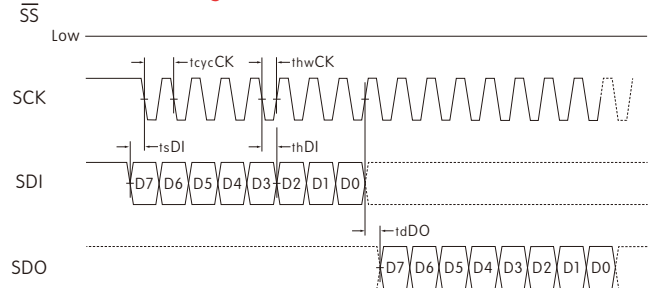 SS
Low
tcycCK
thwCK
SCK
tsDI
thDI
SDI
D7 D6 D5 D4 D3 D2 D1 D0
tdDO
SDO
D7 D6 D5 D4 D3 D2 D1 D0